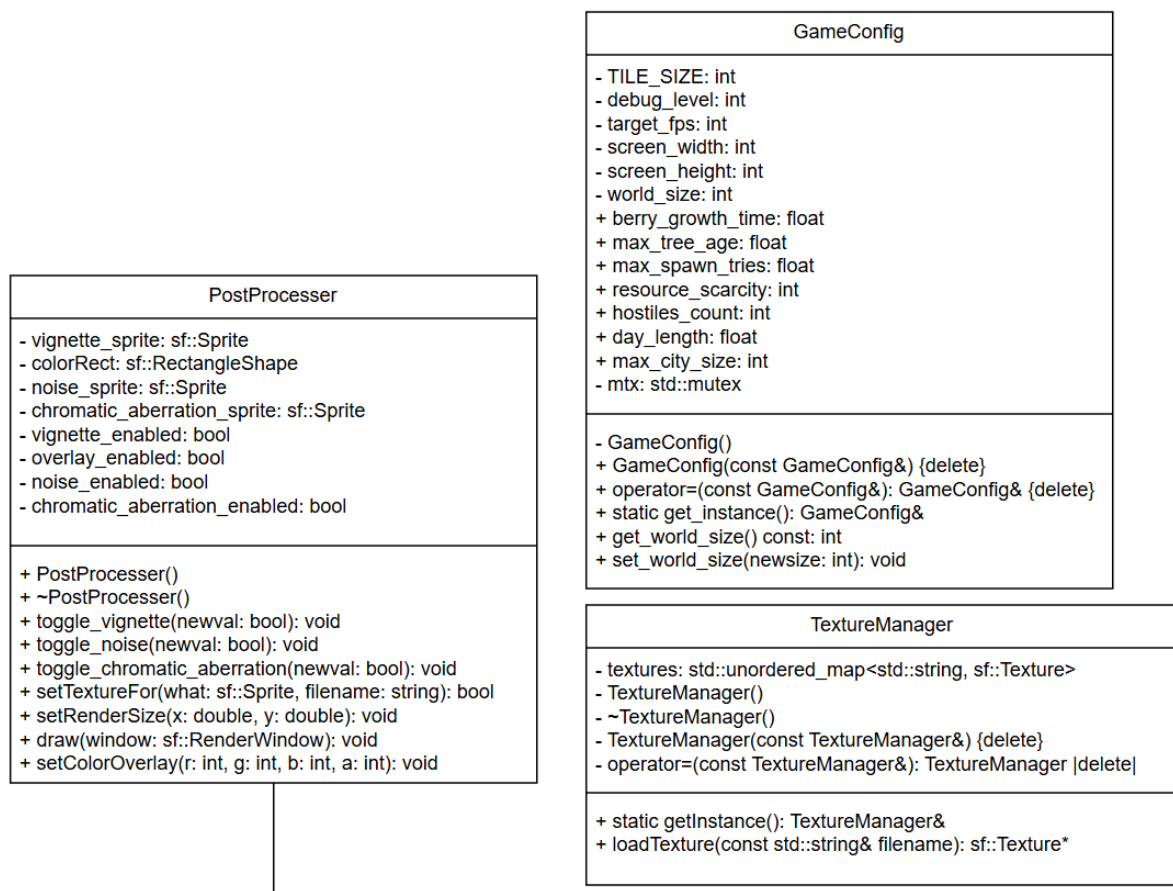 GameConfig
- TILE_SIZE: int
- debug_level: int
- target_fps: int
- screen_width: int
- screen_height: int
- world_size: int
+ berry_growth_time: float
+ max_tree_age: float
+ max_spawn_tries: float
+ resource_scarcity: int
+ hostiles_count: int
+ day_length: float
+ max_city_size: int
- mtx: std::mutex
- GameConfig()
+ GameConfig(const GameConfig&) {delete}
+ operator=(const GameConfig&): GameConfig& {delete}
+ static get_instance(): GameConfig&
+ get_world_size() const: int
+ set_world_size(newsize: int): void
PostProcesser
- vignette_sprite: sf::Sprite
- colorRect: sf::RectangleShape
- noise_sprite: sf::Sprite
- chromatic_aberration_sprite: sf::Sprite
- vignette_enabled: bool
- overlay_enabled: bool
- noise_enabled: bool
- chromatic_aberration_enabled: bool
+ PostProcesser()
+ ~PostProcesser()
+ toggle_vignette(newval: bool): void
+ toggle_noise(newval: bool): void
+ toggle_chromatic_aberration(newval: bool): void
+ setTextureFor(what: sf::Sprite, filename: string): bool
+ setRenderSize(x: double, y: double): void
+ draw(window: sf::RenderWindow): void
+ setColorOverlay(r: int, g: int, b: int, a: int): void
TextureManager
- textures: std::unordered_map<std::string, sf::Texture>
- TextureManager()
- ~TextureManager()
- TextureManager(const TextureManager&) {delete}
- operator=(const TextureManager&): TextureManager |delete|
+ static getInstance(): TextureManager&
+ loadTexture(const std::string& filename): sf::Texture*